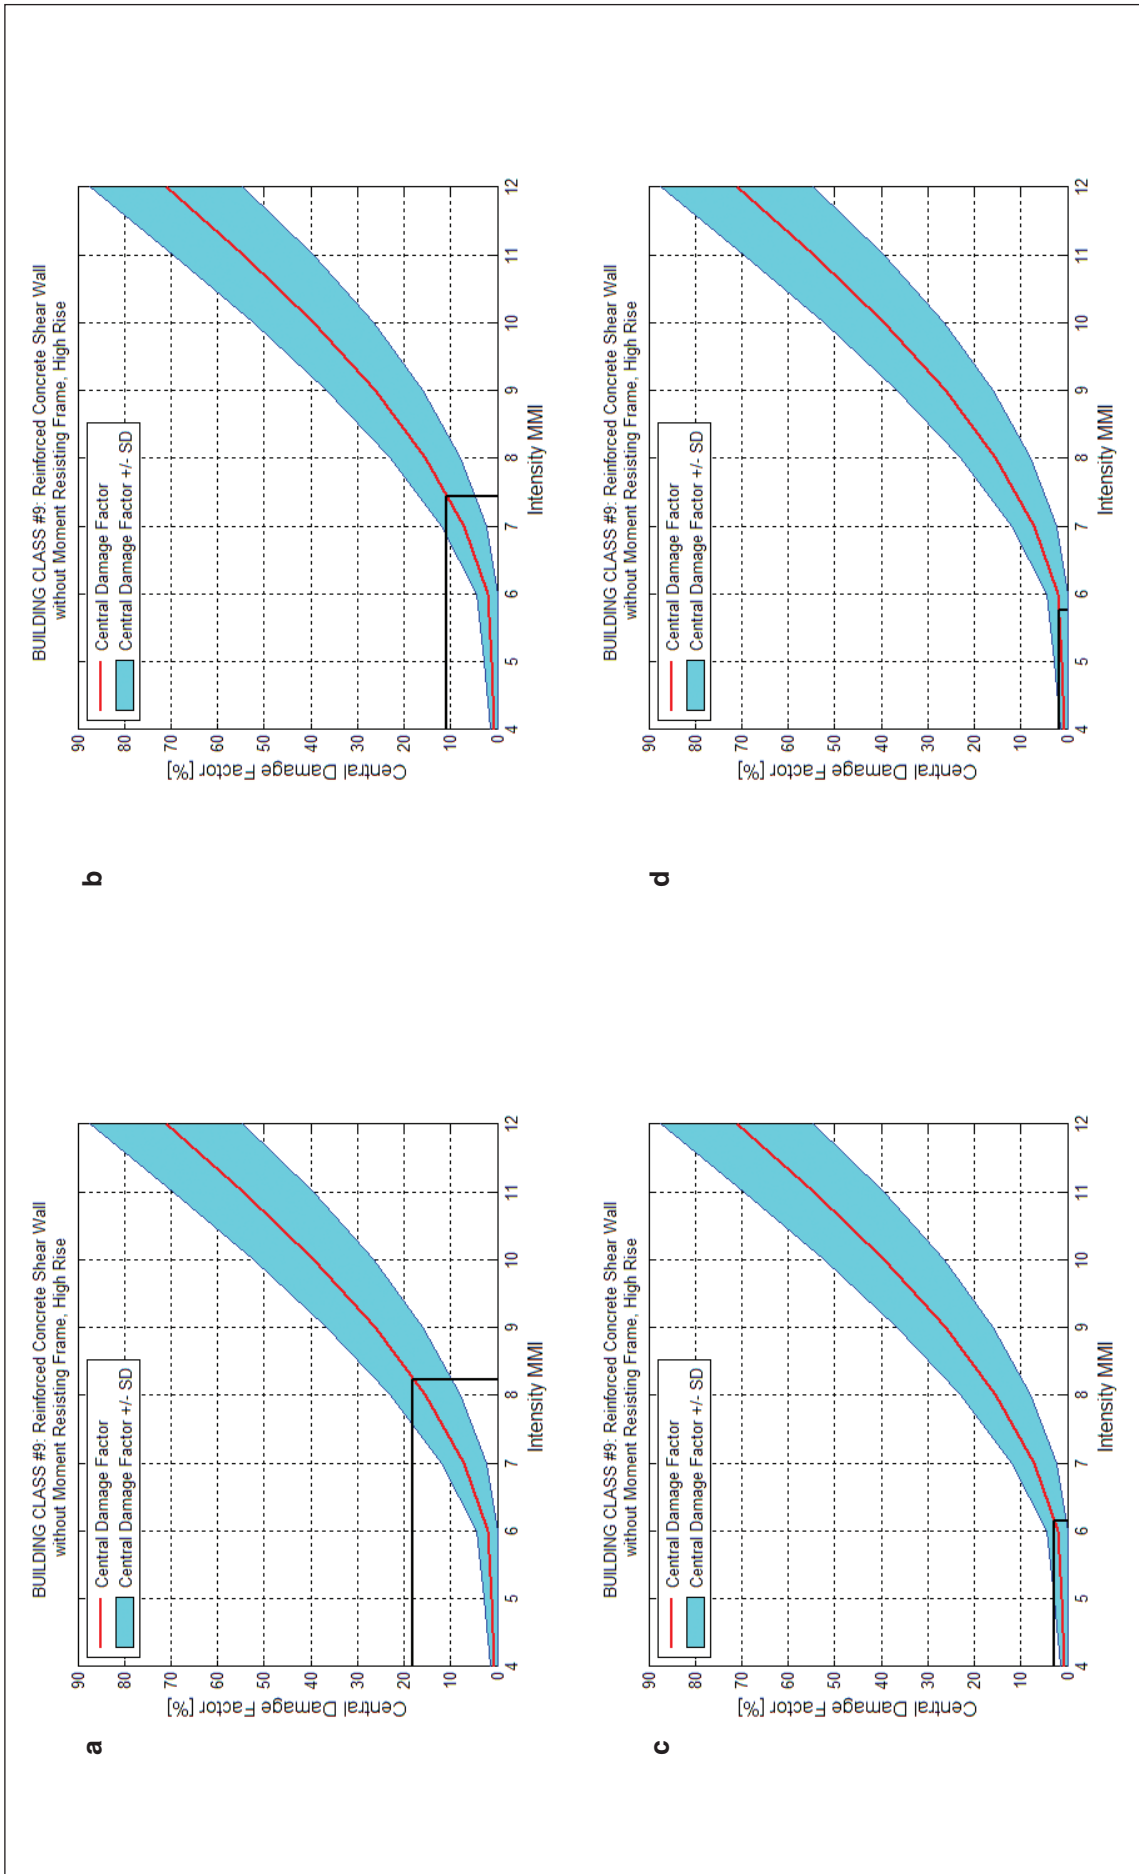 a
BUILDING CLASS #9: Reinforced Concrete Shear Wall
without Moment Resisting Frame, High Rise
Central Damage Factor
Central Damage Factor +/- SD
Central Damage Factor [%]
90
80
70
60
50
40
30
20
10
0
4 5 6 7 8 9 10 11 12
Intensity MMI
b
BUILDING CLASS #9: Reinforced Concrete Shear Wall
without Moment Resisting Frame, High Rise
Central Damage Factor
Central Damage Factor +/- SD
Central Damage Factor [%]
90
80
70
60
50
40
30
20
10
0
4 5 6 7 8 9 10 11 12
Intensity MMI
c
BUILDING CLASS #9: Reinforced Concrete Shear Wall
without Moment Resisting Frame, High Rise
Central Damage Factor
Central Damage Factor +/- SD
Central Damage Factor [%]
90
80
70
60
50
40
30
20
10
0
4 5 6 7 8 9 10 11 12
Intensity MMI
d
BUILDING CLASS #9: Reinforced Concrete Shear Wall
without Moment Resisting Frame, High Rise
Central Damage Factor
Central Damage Factor +/- SD
Central Damage Factor [%]
90
80
70
60
50
40
30
20
10
0
4 5 6 7 8 9 10 11 12
Intensity MMI